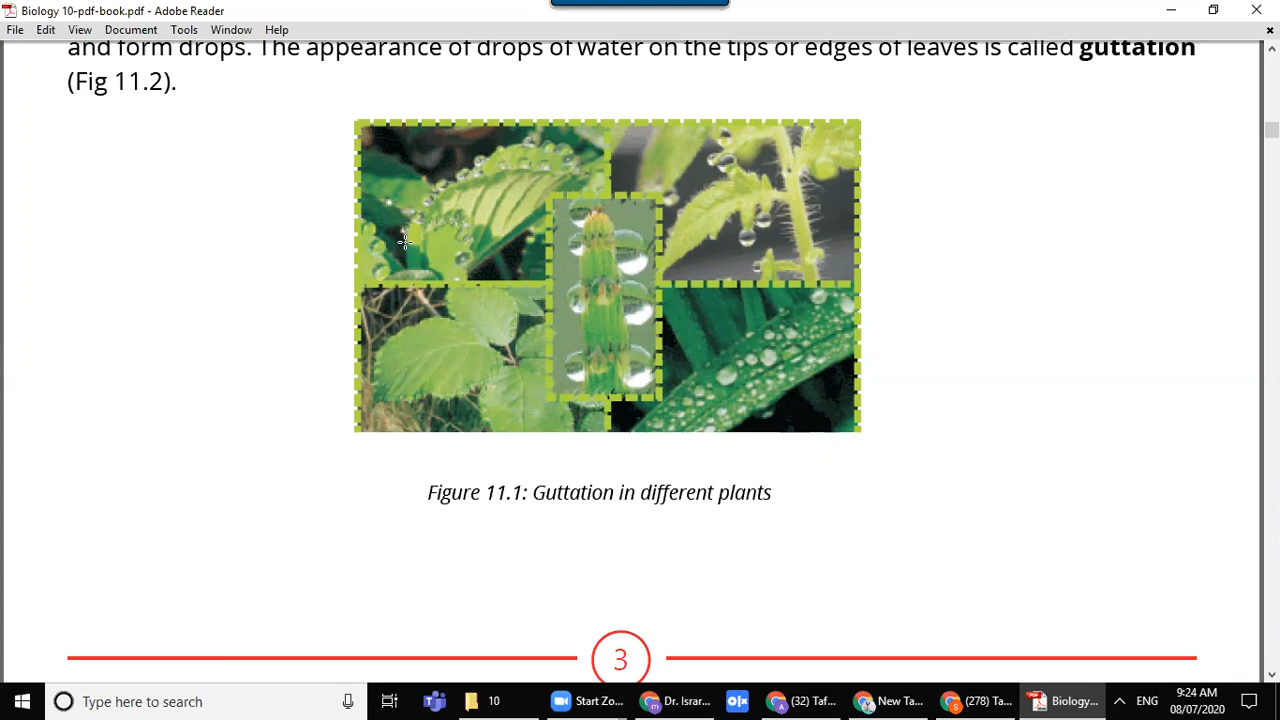 Biology 10-pdf-book.pdf - Adobe Reader
File Edit View Document Tools Window Help
and form drops. The appearance of drops of water on the tips or edges of leaves is called guttation
(Fig 11.2).
Figure 11.1: Guttation in different plants
3
Type here to search
10
Start Zo...
Dr. Israr...
(32) Taf...
New Ta...
(278) Ta...
Biology...
ENG
9:24 AM
08/07/2020